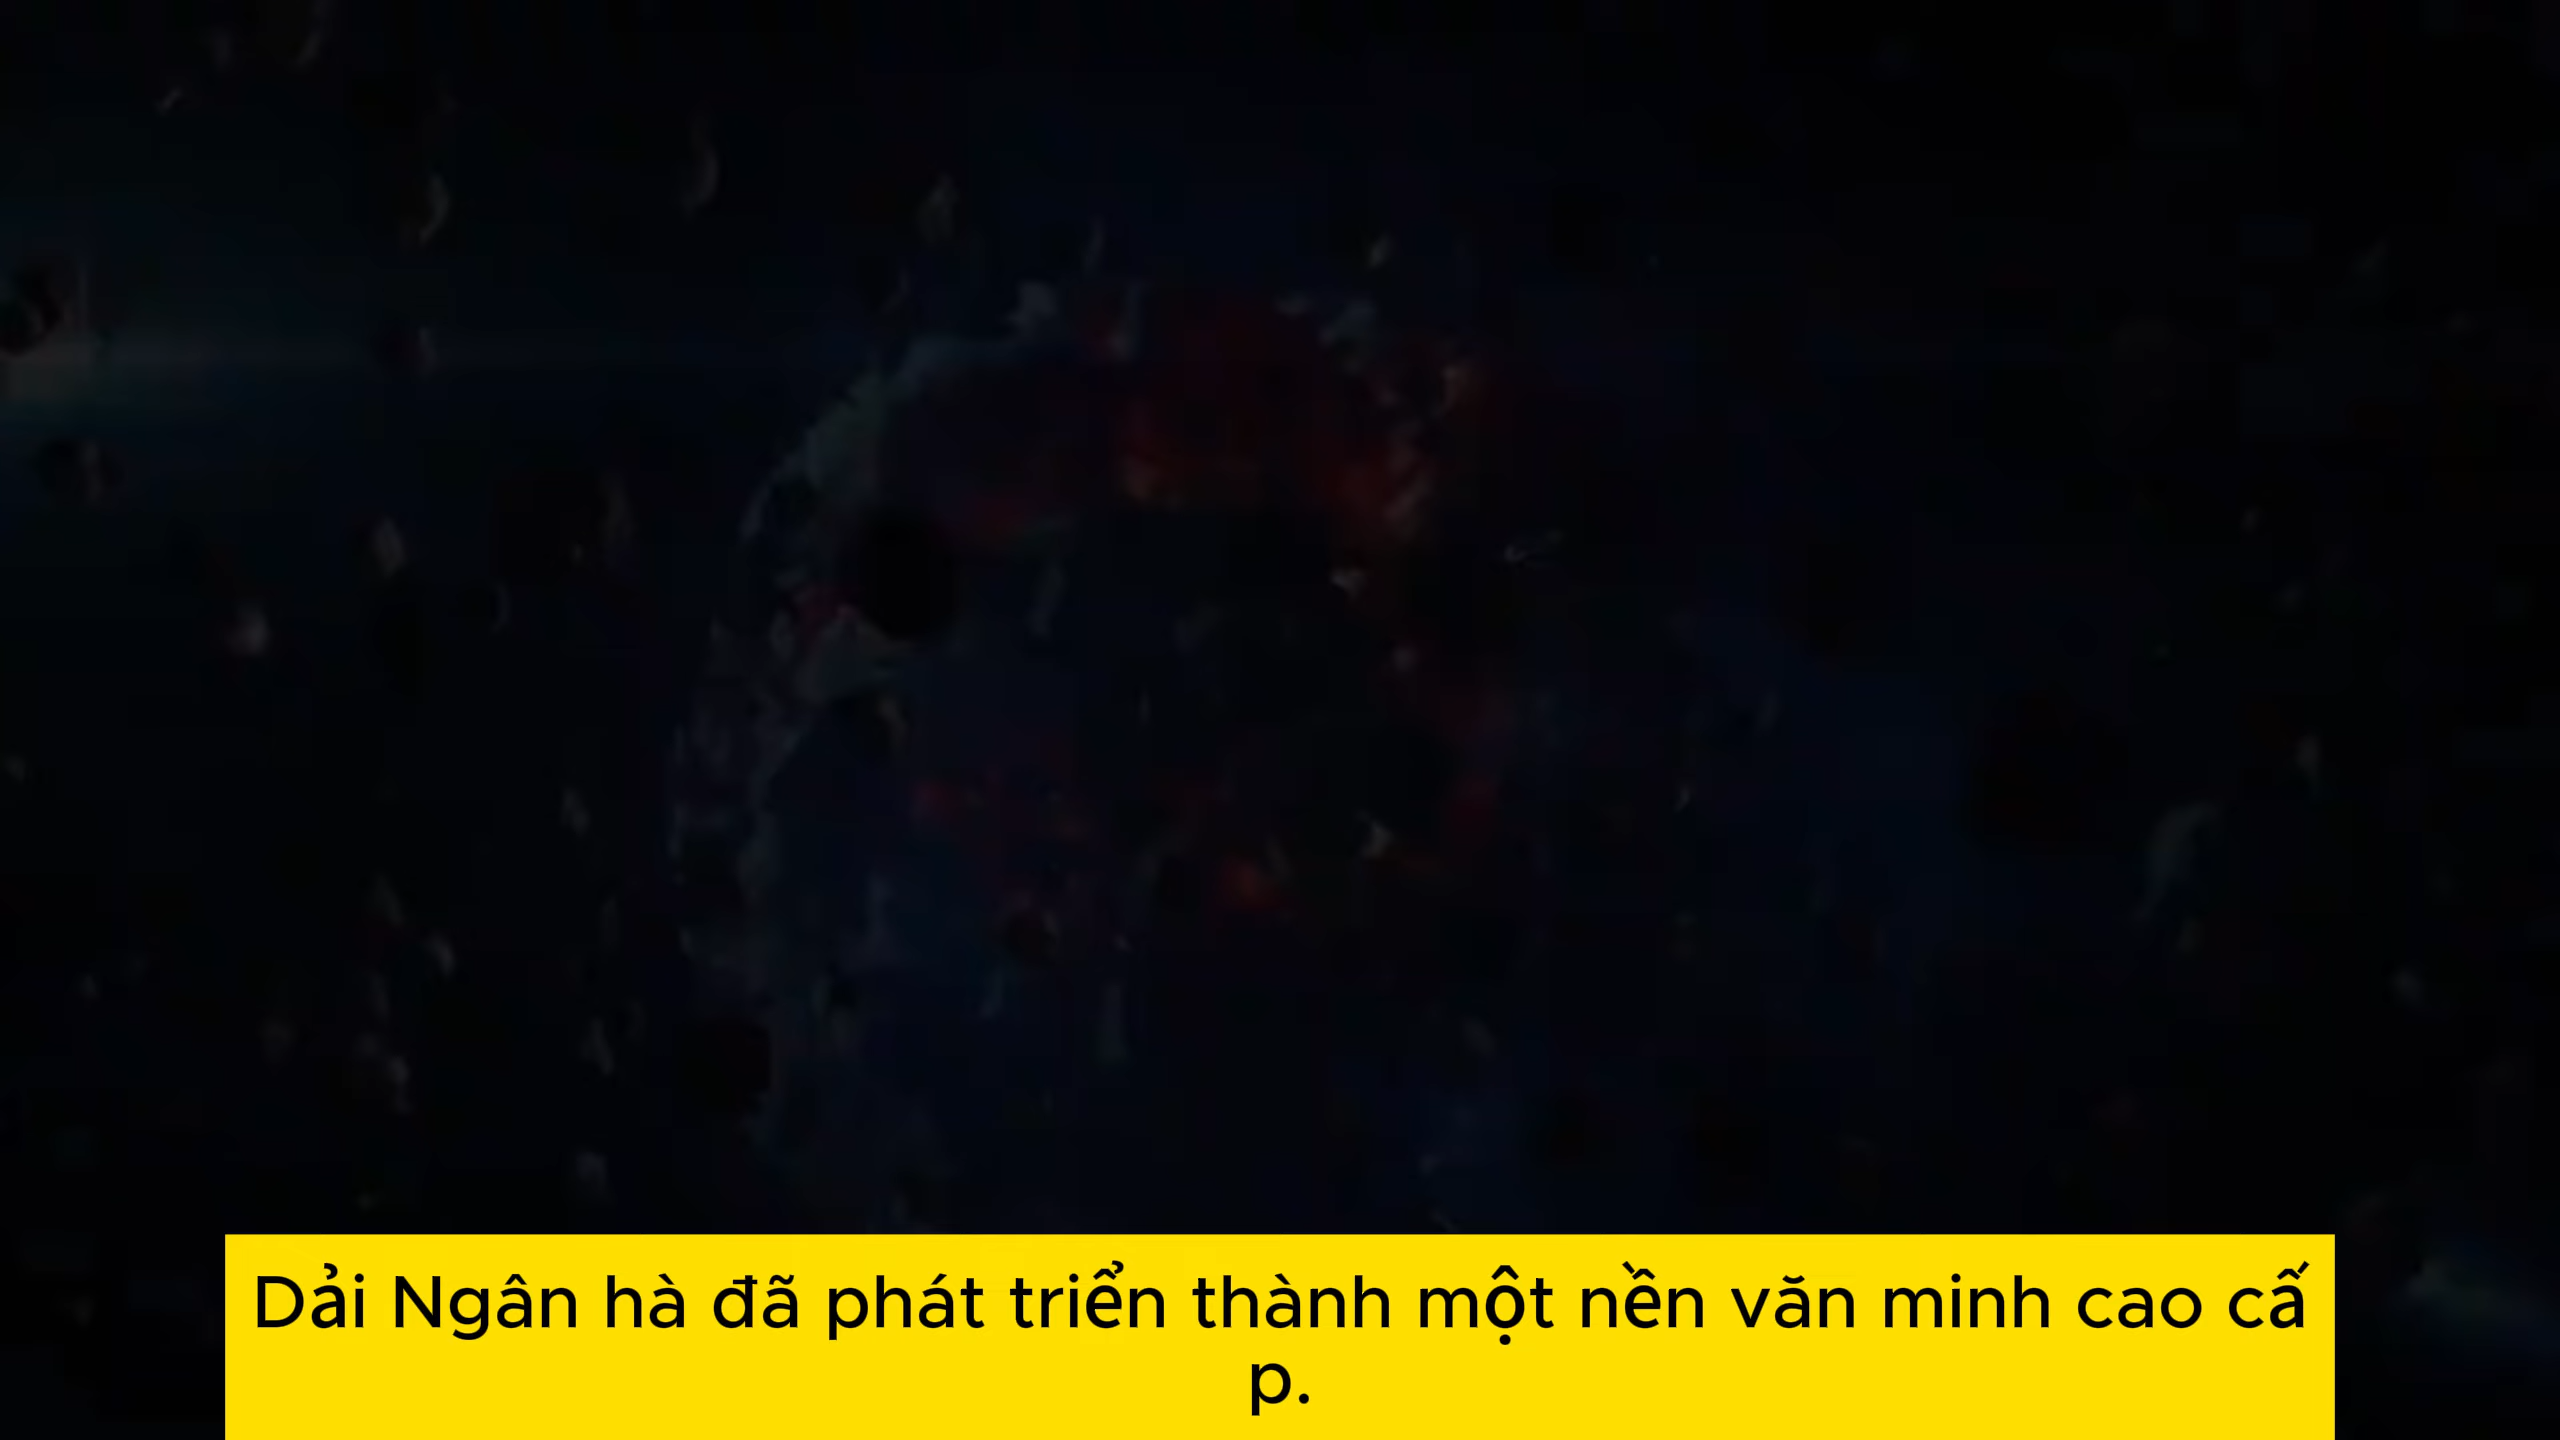 Dải Ngân hà đã phát triển thành một nền văn minh cao cấ
p.